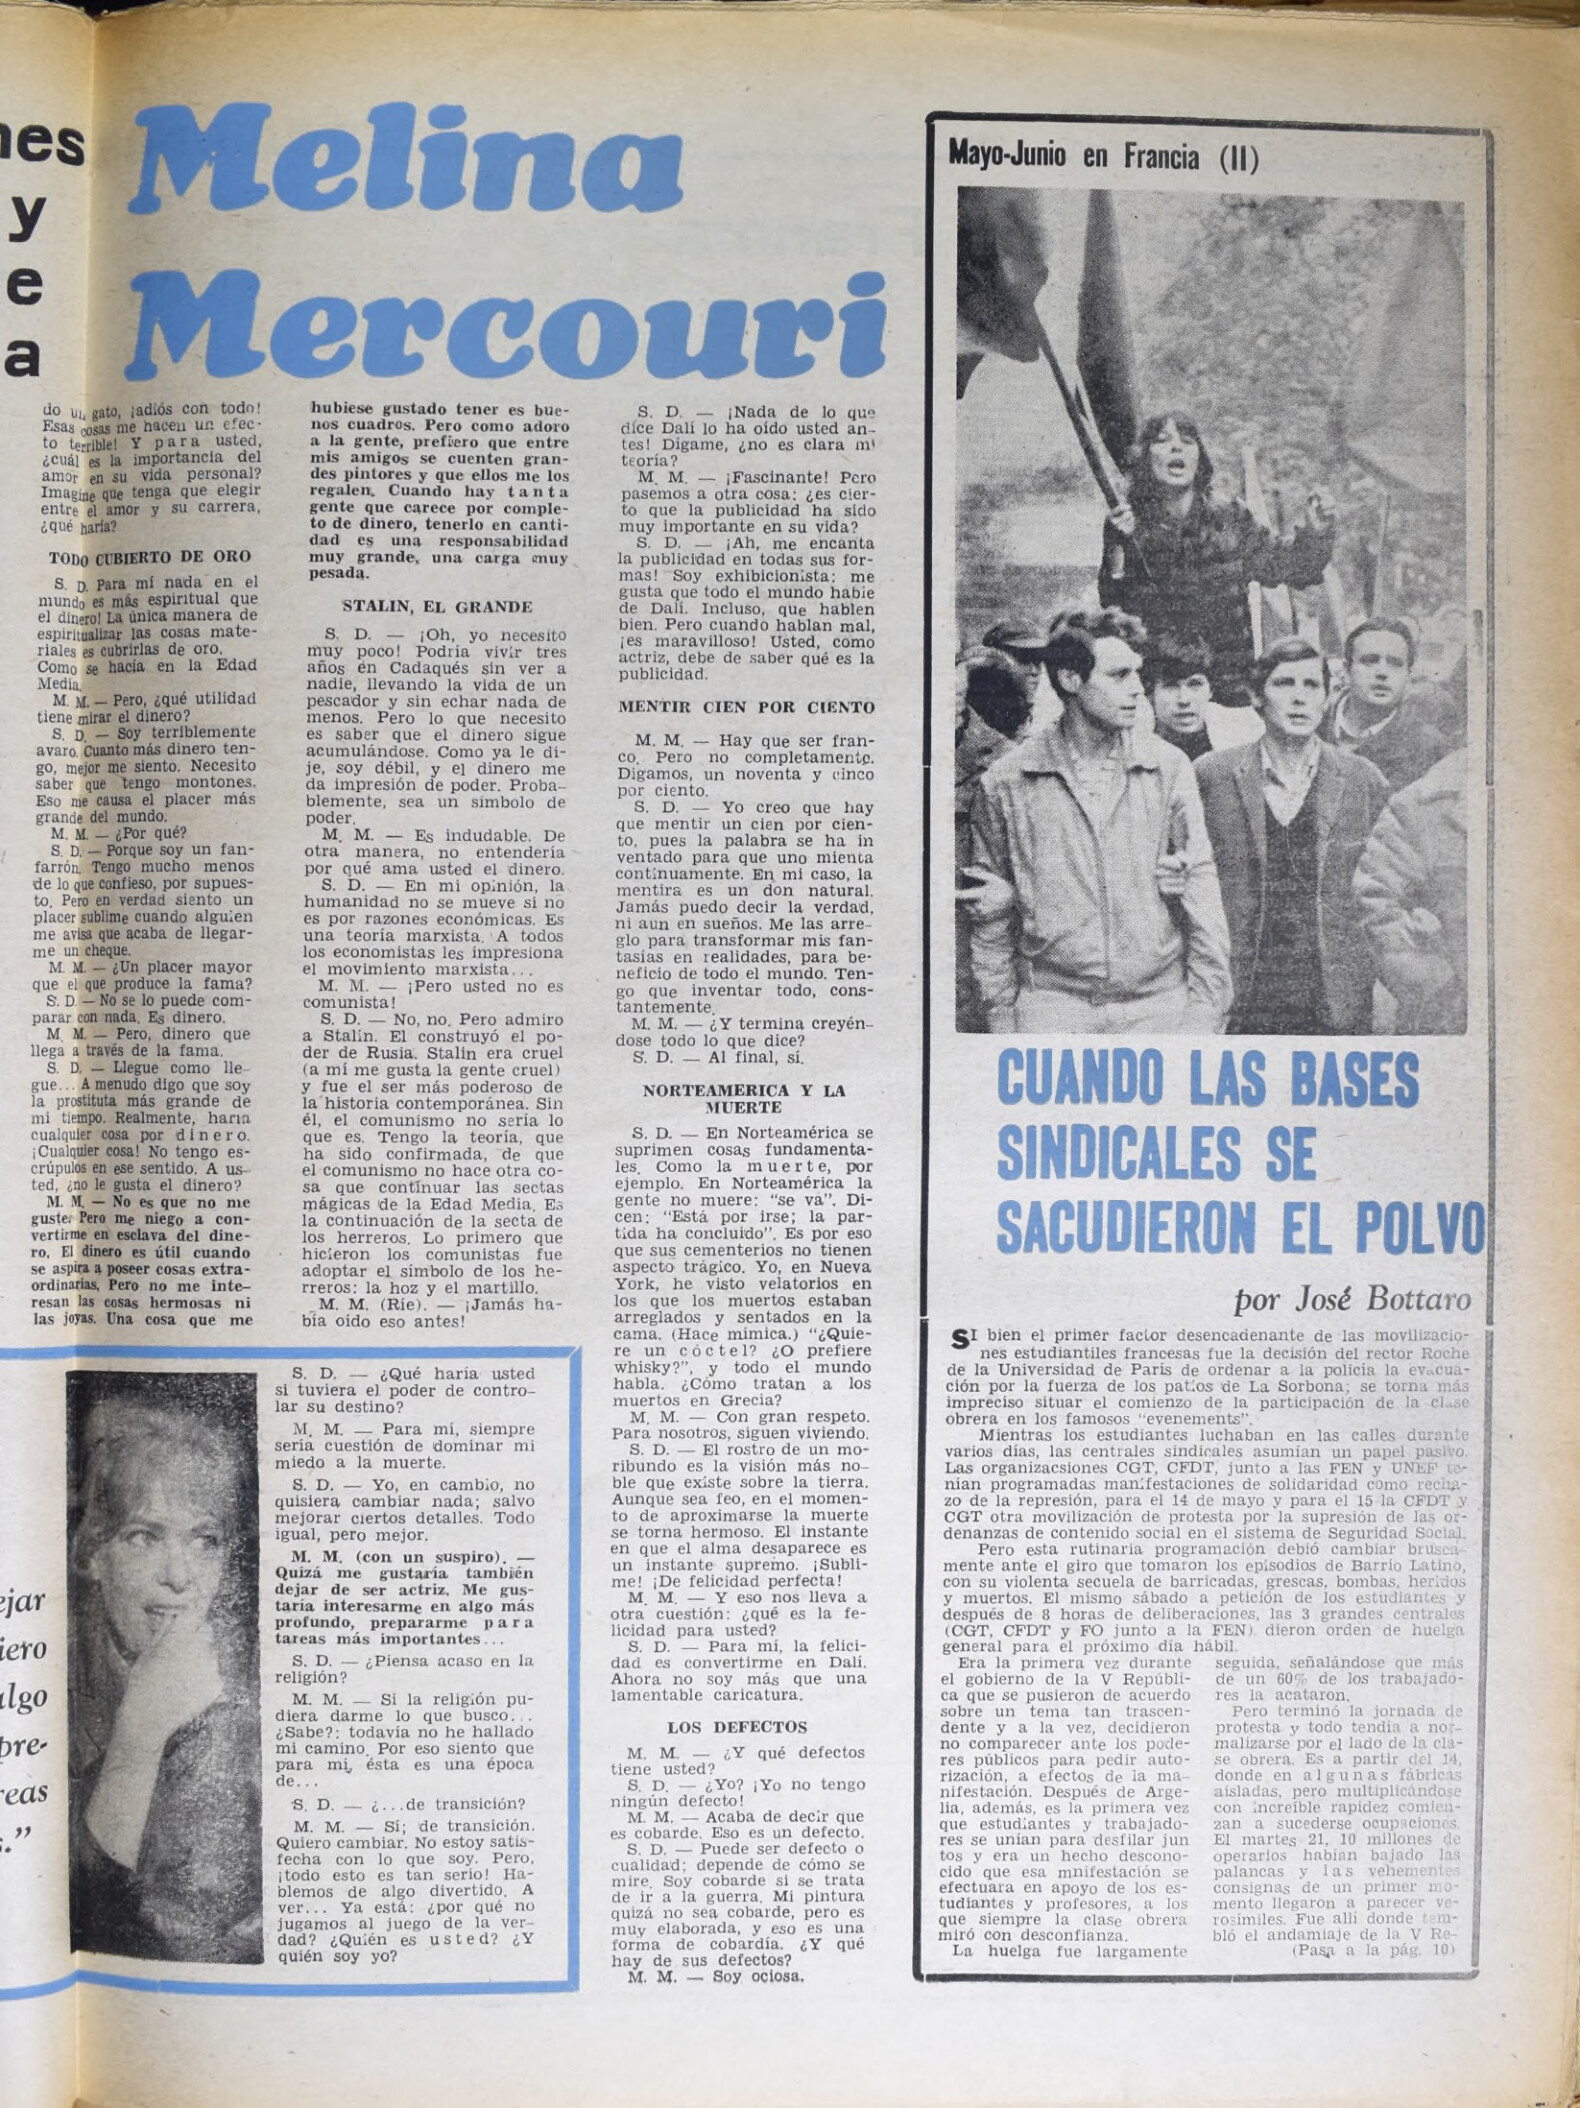 nes
y
e
a
Melina
Mercouri
do un gato, ¡adiós con todo!
Esas cosas me hacen un efec-
to terrible! Y para usted,
¿cuál es la importancia del
amor en su vida personal?
Imagine que tenga que elegir
entre el amor y su carrera,
¿qué haría?
TODO CUBIERTO DE ORO
S. D. Para mí nada en el
mundo es más espiritual que
el dinero! La única manera de
espiritualizar las cosas mate-
riales es cubrirlas de oro.
Como se hacía en la Edad
Media.
M. M. — Pero, ¿qué utilidad
tiene mirar el dinero?
S. D. — Soy terriblemente
avaro. Cuanto más dinero ten-
go, mejor me siento. Necesito
saber que tengo montones.
Eso me causa el placer más
grande del mundo.
M. M. — ¿Por qué?
S. D. — Porque soy un fan-
farrón. Tengo mucho menos
de lo que confieso, por supues-
to. Pero en verdad siento un
placer sublime cuando alguien
me avisa que acaba de llegar-
me un cheque.
M. M. — ¿Un placer mayor
que el que produce la fama?
S. D. — No se lo puede com-
parar con nada. Es dinero.
M. M. — Pero, dinero que
llega a través de la fama.
S. D. — Llegue como lle-
gue... A menudo digo que soy
la prostituta más grande de
mi tiempo. Realmente, haría
cualquier cosa por dinero.
¡Cualquier cosa! No tengo es-
crúpulos en ese sentido. A us-
ted, ¿no le gusta el dinero?
M. M. — No es que no me
guste. Pero me niego a con-
vertirme en esclava del dine-
ro. El dinero es útil cuando
se aspira a poseer cosas extra-
ordinarias. Pero no me inte-
resan las cosas hermosas ni
las joyas. Una cosa que me
hubiese gustado tener es bue-
nos cuadros. Pero como adoro
a la gente, prefiero que entre
mis amigos se cuenten gran-
des pintores y que ellos me los
regalen. Cuando hay tanta
gente que carece por comple-
to de dinero, tenerlo en canti-
dad es una responsabilidad
muy grande, una carga muy
pesada.
STALIN, EL GRANDE
S. D. — ¡Oh, yo necesito
muy poco! Podría vivir tres
años en Cadaqués sin ver a
nadie, llevando la vida de un
pescador y sin echar nada de
menos. Pero lo que necesito
es saber que el dinero sigue
acumulándose. Como ya le di-
je, soy débil, y el dinero me
da impresión de poder. Proba-
blemente, sea un símbolo de
poder.
M. M. — Es indudable. De
otra manera, no entendería
por qué ama usted el dinero.
S. D. — En mi opinión, la
humanidad no se mueve si no
es por razones económicas. Es
una teoría marxista. A todos
los economistas les impresiona
el movimiento marxista...
M. M. — ¡Pero usted no es
comunista!
S. D. — No, no. Pero admiro
a Stalin. El construyó el po-
der de Rusia. Stalin era cruel
(a mí me gusta la gente cruel)
y fue el ser más poderoso de
la historia contemporánea. Sin
él, el comunismo no sería lo
que es. Tengo la teoría, que
ha sido confirmada, de que
el comunismo no hace otra co-
sa que continuar las sectas
mágicas de la Edad Media. Es
la continuación de la secta de
los herreros. Lo primero que
hicieron los comunistas fue
adoptar el símbolo de los he-
rreros: la hoz y el martillo.
M. M. (Ríe). — ¡Jamás ha-
bía oído eso antes!
ejar
iero
algo
pre-
reas
s.”
S. D. — ¿Qué haría usted
si tuviera el poder de contro-
lar su destino?
M. M. — Para mí, siempre
sería cuestión de dominar mi
miedo a la muerte.
S. D. — Yo, en cambio, no
quisiera cambiar nada; salvo
mejorar ciertos detalles. Todo
igual, pero mejor.
M. M. (con un suspiro). —
Quizá me gustaría también
dejar de ser actriz. Me gus-
taría interesarme en algo más
profundo, prepararme para
tareas más importantes...
S. D. — ¿Piensa acaso en la
religión?
M. M. — Si la religión pu-
diera darme lo que busco...
¿Sabe?: todavía no he hallado
mi camino. Por eso siento que
para mí, ésta es una época
de...
S. D. — ¿...de transición?
M. M. — Sí; de transición.
Quiero cambiar. No estoy satis-
fecha con lo que soy. Pero,
¡todo esto es tan serio! Ha-
blemos de algo divertido. A
ver... Ya está: ¿por qué no
jugamos al juego de la ver-
dad? ¿Quién es usted? ¿Y
quién soy yo?
S. D. — ¡Nada de lo que
dice Dalí lo ha oído usted an-
tes! Dígame, ¿no es clara mi
teoría?
M. M. — ¡Fascinante! Pero
pasemos a otra cosa: ¿es cier-
to que la publicidad ha sido
muy importante en su vida?
S. D. — ¡Ah, me encanta
la publicidad en todas sus for-
mas! Soy exhibicionista: me
gusta que todo el mundo hable
de Dalí. Incluso, que hablen
bien. Pero cuando hablan mal,
¡es maravilloso! Usted, como
actriz, debe de saber qué es la
publicidad.
MENTIR CIEN POR CIENTO
M. M. — Hay que ser fran-
co. Pero no completamente.
Digamos, un noventa y cinco
por ciento.
S. D. — Yo creo que hay
que mentir un cien por cien-
to, pues la palabra se ha in
ventado para que uno mienta
continuamente. En mi caso, la
mentira es un don natural.
Jamás puedo decir la verdad,
ni aun en sueños. Me las arre-
glo para transformar mis fan-
tasías en realidades, para be-
neficio de todo el mundo. Ten-
go que inventar todo, cons-
tantemente.
M. M. — ¿Y termina creyén-
dose todo lo que dice?
S. D. — Al final, sí.
NORTEAMERICA Y LA
MUERTE
S. D. — En Norteamérica se
suprimen cosas fundamenta-
les. Como la muerte, por
ejemplo. En Norteamérica la
gente no muere: “se va”. Di-
cen: “Está por irse; la par-
tida ha concluido”. Es por eso
que sus cementerios no tienen
aspecto trágico. Yo, en Nueva
York, he visto velatorios en
los que los muertos estaban
arreglados y sentados en la
cama. (Hace mímica.) “¿Quie-
re un cóctel? ¿O prefiere
whisky?”, y todo el mundo
habla. ¿Cómo tratan a los
muertos en Grecia?
M. M. — Con gran respeto.
Para nosotros, siguen viviendo.
S. D. — El rostro de un mo-
ribundo es la visión más no-
ble que existe sobre la tierra.
Aunque sea feo, en el momen-
to de aproximarse la muerte
se torna hermoso. El instante
en que el alma desaparece es
un instante supremo. ¡Subli-
me! ¡De felicidad perfecta!
M. M. — Y eso nos lleva a
otra cuestión: ¿qué es la fe-
licidad para usted?
S. D. — Para mí, la felici-
dad es convertirme en Dalí.
Ahora no soy más que una
lamentable caricatura.
LOS DEFECTOS
M. M. — ¿Y qué defectos
tiene usted?
S. D. — ¿Yo? ¡Yo no tengo
ningún defecto!
M. M. — Acaba de decir que
es cobarde. Eso es un defecto.
S. D. — Puede ser defecto o
cualidad; depende de cómo se
mire. Soy cobarde si se trata
de ir a la guerra. Mi pintura
quizá no sea cobarde, pero es
muy elaborada, y eso es una
forma de cobardía. ¿Y qué
hay de sus defectos?
M. M. — Soy ociosa.
Mayo-Junio en Francia (II)
CUANDO LAS BASES
SINDICALES SE
SACUDIERON EL POLVO
por José Bottaro
SI bien el primer factor desencadenante de las movilizacio-
nes estudiantiles francesas fue la decisión del rector Roche
de la Universidad de París de ordenar a la policía la evacua-
ción por la fuerza de los patios de La Sorbona; se torna más
impreciso situar el comienzo de la participación de la clase
obrera en los famosos “evenements”.
Mientras los estudiantes luchaban en las calles durante
varios días, las centrales sindicales asumían un papel pasivo.
Las organizacsiones CGT, CFDT, junto a las FEN y UNEF te-
nían programadas manifestaciones de solidaridad como recha-
zo de la represión, para el 14 de mayo y para el 15 la CFDT y
CGT otra movilización de protesta por la supresión de las or-
denanzas de contenido social en el sistema de Seguridad Social.
Pero esta rutinaria programación debió cambiar brusca-
mente ante el giro que tomaron los episodios de Barrio Latino,
con su violenta secuela de barricadas, grescas, bombas, heridos
y muertos. El mismo sábado a petición de los estudiantes y
después de 8 horas de deliberaciones, las 3 grandes centrales
(CGT, CFDT y FO junto a la FEN) dieron orden de huelga
general para el próximo día hábil.
Era la primera vez durante
el gobierno de la V Repúbli-
ca que se pusieron de acuerdo
sobre un tema tan trascen-
dente y a la vez, decidieron
no comparecer ante los pode-
res públicos para pedir auto-
rización, a efectos de la ma-
nifestación. Después de Arge-
lia, además, es la primera vez
que estudiantes y trabajado-
res se unían para desfilar jun
tos y era un hecho descono-
cido que esa mnifestación se
efectuara en apoyo de los es-
tudiantes y profesores, a los
que siempre la clase obrera
miró con desconfianza.
La huelga fue largamente
seguida, señalándose que más
de un 60% de los trabajado-
res la acataron.
Pero terminó la jornada de
protesta y todo tendía a nor-
malizarse por el lado de la cla-
se obrera. Es a partir del 14,
donde en algunas fábricas
aisladas, pero multiplicándose
con increíble rapidez comien-
zan a sucederse ocupaciones.
El martes 21, 10 millones de
operarios habían bajado las
palancas y las vehementes
consignas de un primer mo-
mento llegaron a parecer ve-
rosímiles. Fue allí donde tem-
bló el andamiaje de la V Re-
(Pasa a la pág. 10)